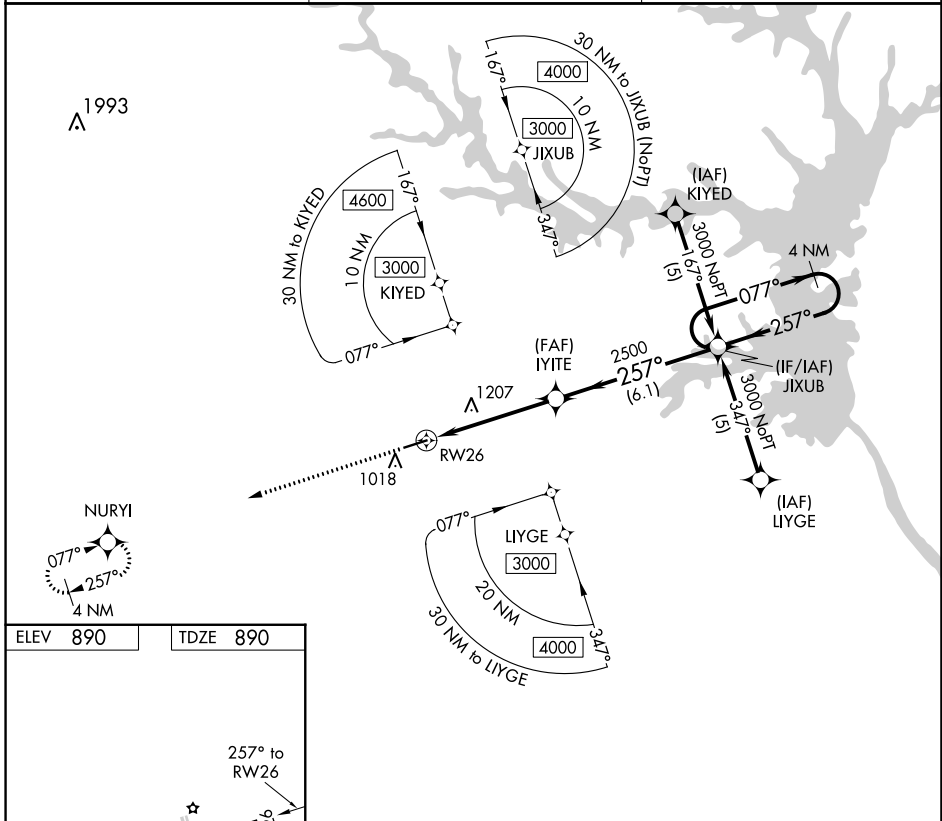 1993
30 NM to JIXUB (NoPT)
167°
4000
10 NM
3000
JIXUB
347°
30 NM to KIYED
167°
4600
10 NM
3000
KIYED
077°
(IAF)
KIYED
3000 NoPT
167°
(5)
4 NM
077°
257°
(IF/IAF)
JIXUB
(FAF)
IYITE
2500
257°
(6.1)
3000 NoPT
347°
(5)
(IAF)
LIYGE
1207
RW26
1018
NURYI
077°
257°
4 NM
077°
LIYGE
3000
20 NM
4000
347°
30 NM to LIYGE
ELEV 890
TDZE 890
257° to
RW26